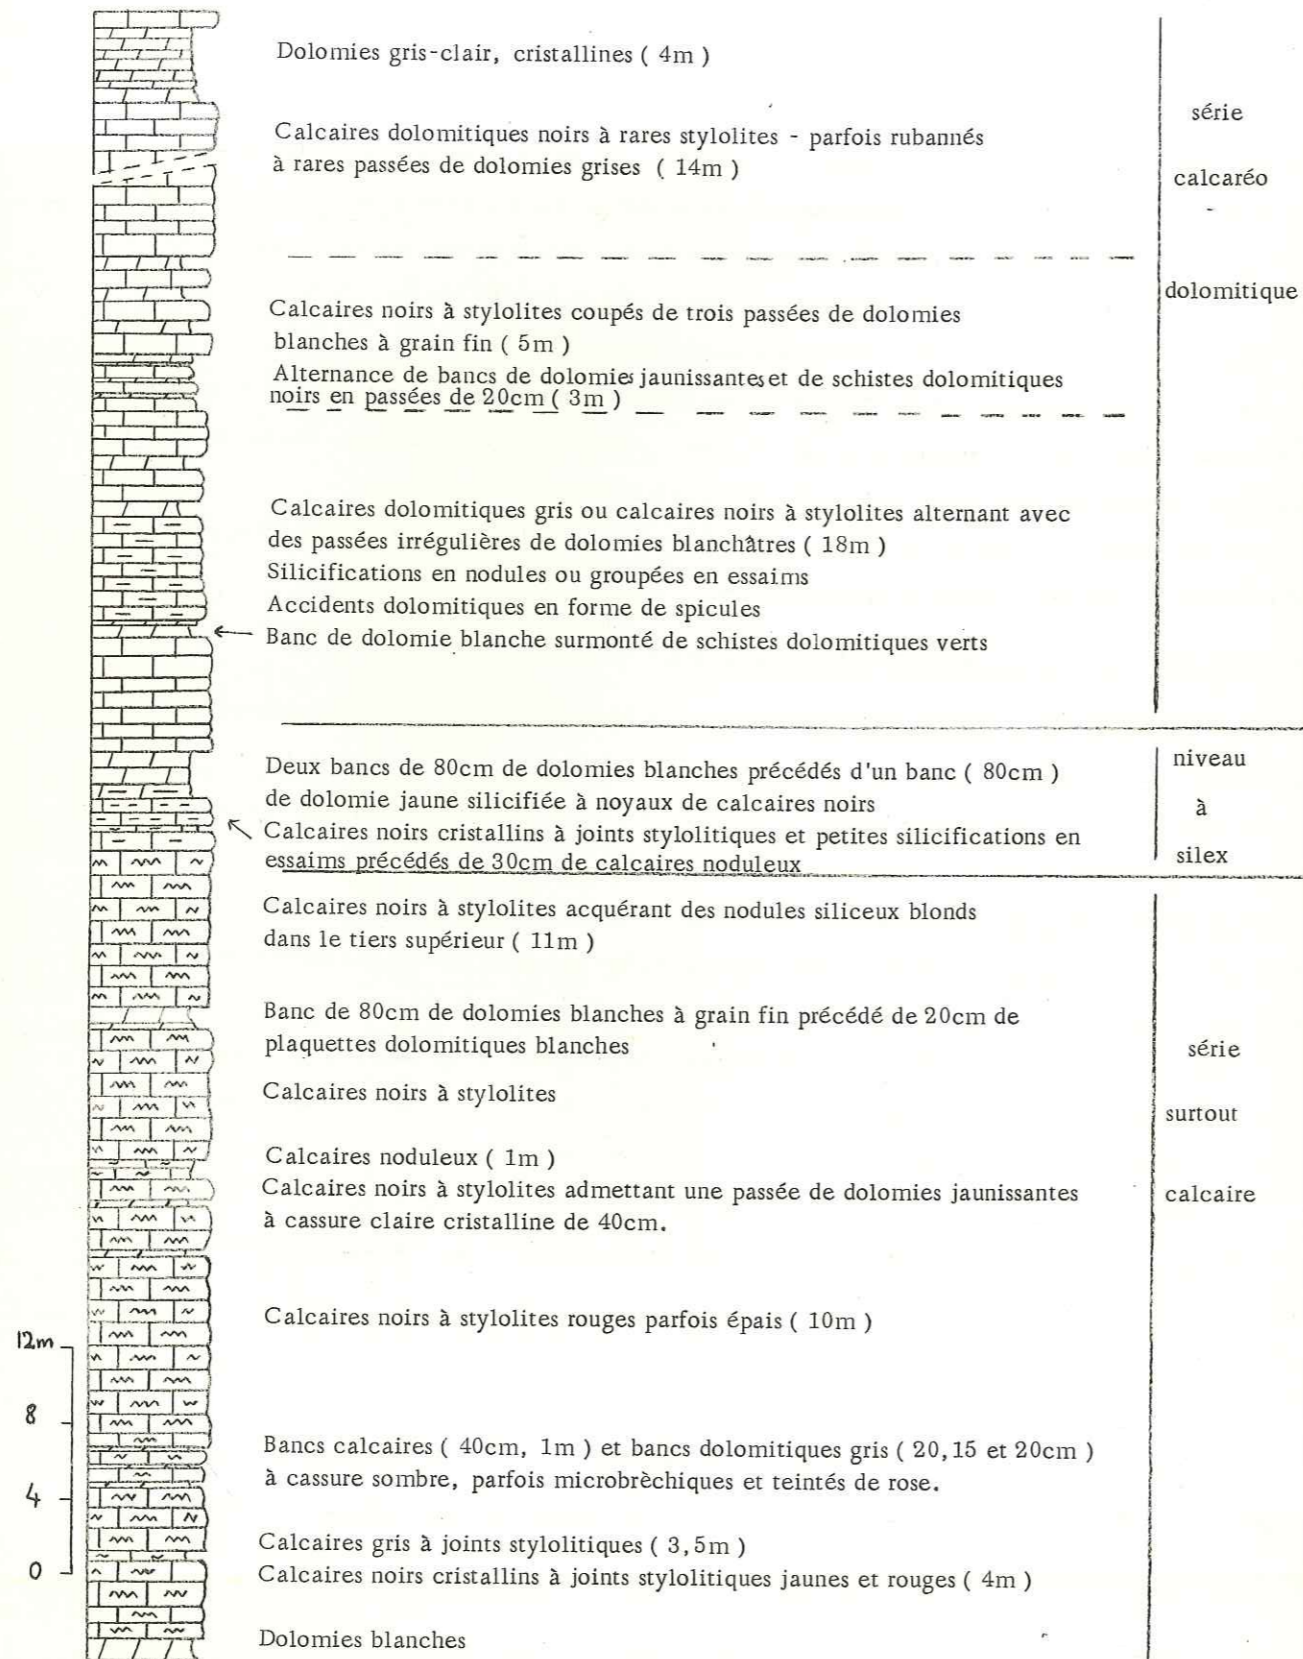 Dolomies gris-clair, cristallines ( 4m )
Calcaires dolomitiques noirs à rares stylolites - parfois rubannés
à rares passées de dolomies grises ( 14m )
série
calcaréo
-
dolomitique
Calcaires noirs à stylolites coupés de trois passées de dolomies
blanches à grain fin ( 5m )
Alternance de bancs de dolomies jaunissantes et de schistes dolomitiques
noirs en passées de 20cm ( 3m )
Calcaires dolomitiques gris ou calcaires noirs à stylolites alternant avec
des passées irrégulières de dolomies blanchâtres ( 18m )
Silicifications en nodules ou groupées en essaims
Accidents dolomitiques en forme de spicules
Banc de dolomie blanche surmonté de schistes dolomitiques verts
Deux bancs de 80cm de dolomies blanches précédés d'un banc ( 80cm )
de dolomie jaune silicifiée à noyaux de calcaires noirs
Calcaires noirs cristallins à joints stylolitiques et petites silicifications en
essaims précédés de 30cm de calcaires noduleux
niveau
à
silex
Calcaires noirs à stylolites acquérant des nodules siliceux blonds
dans le tiers supérieur ( 11m )
Banc de 80cm de dolomies blanches à grain fin précédé de 20cm de
plaquettes dolomitiques blanches
Calcaires noirs à stylolites
Calcaires noduleux ( 1m )
Calcaires noirs à stylolites admettant une passée de dolomies jaunissantes
à cassure claire cristalline de 40cm.
série
surtout
calcaire
Calcaires noirs à stylolites rouges parfois épais ( 10m )
Bancs calcaires ( 40cm, 1m ) et bancs dolomitiques gris ( 20,15 et 20cm )
à cassure sombre, parfois microbrèchiques et teintés de rose.
Calcaires gris à joints stylolitiques ( 3,5m )
Calcaires noirs cristallins à joints stylolitiques jaunes et rouges ( 4m )
Dolomies blanches
12m
8
4
0